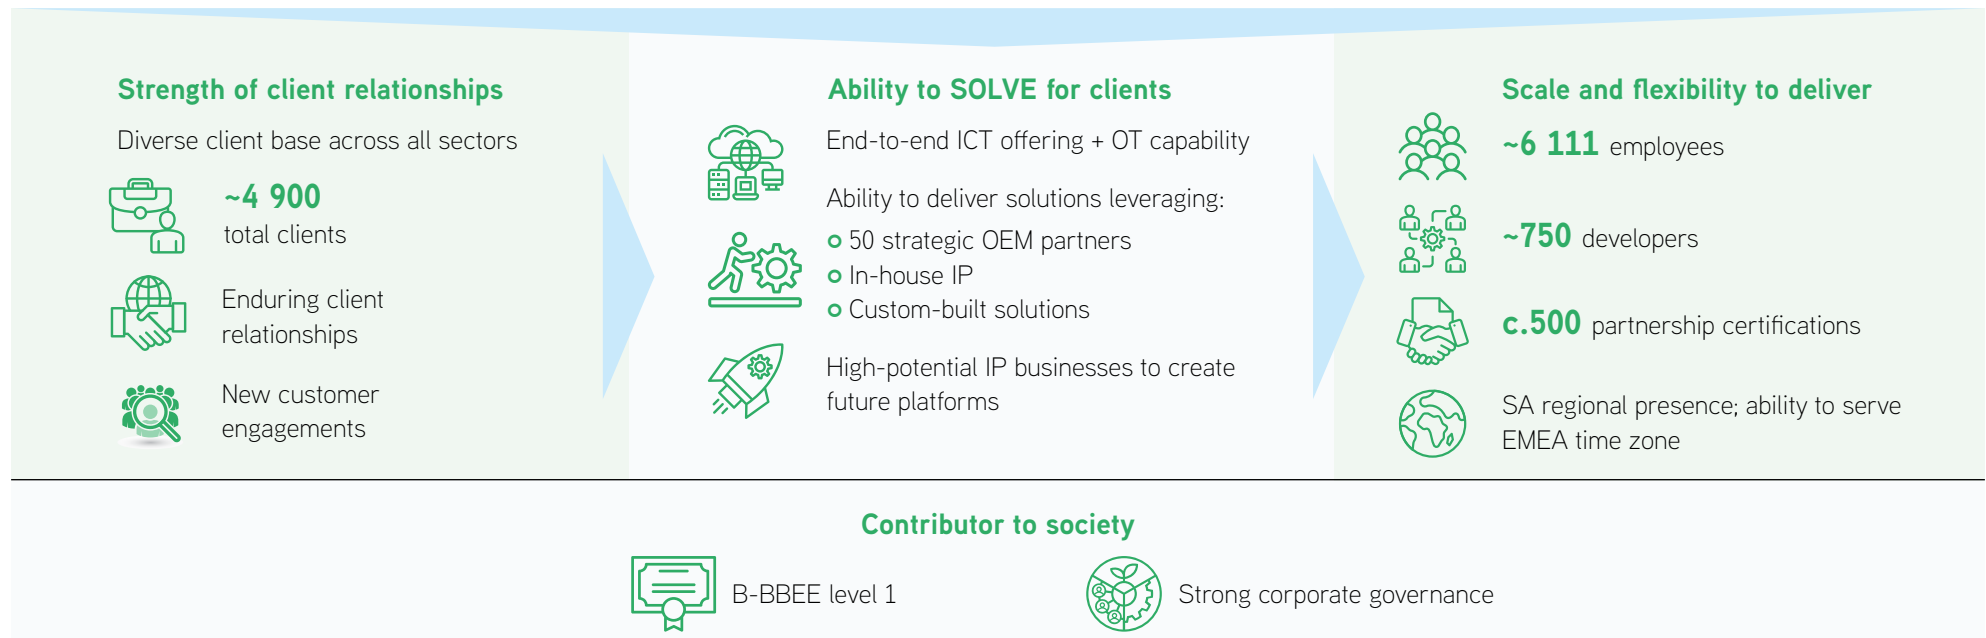 Strength of client relationships
Diverse client base across all sectors
~4 900
total clients
Enduring client
relationships
New customer
engagements
Ability to SOLVE for clients
End-to-end ICT offering + OT capability
Ability to deliver solutions leveraging:
50 strategic OEM partners
In-house IP
Custom-built solutions
High-potential IP businesses to create
future platforms
Scale and flexibility to deliver
~6 111 employees
~750 developers
c.500 partnership certifications
SA regional presence; ability to serve
EMEA time zone
Contributor to society
B-BBEE level 1
Strong corporate governance